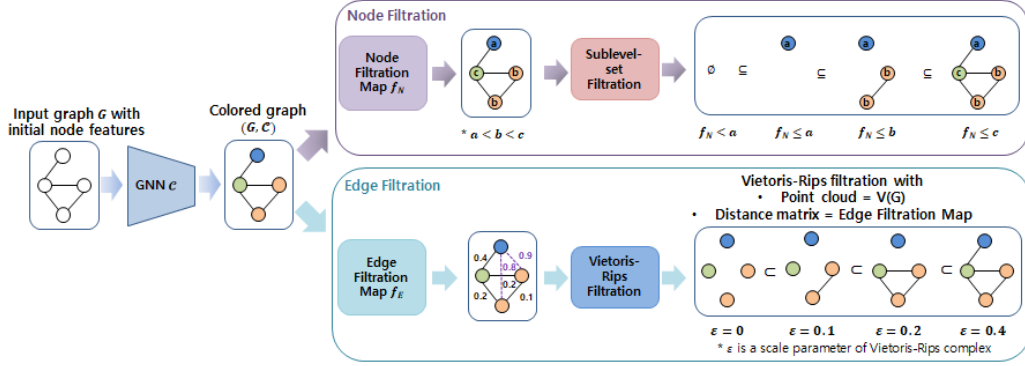 Node Filtration
Node
Filtration
Map f_N
a
c
b
b
* a < b < c
Sublevel-
set
Filtration
∅ ⊆ a ⊆ a b b ⊆ a c b b
f_N < a f_N ≤ a f_N ≤ b f_N ≤ c
Input graph G with
initial node features
GNN 𝒞
Colored graph
(G, 𝒞)
Edge Filtration
Edge
Filtration
Map f_E
0.4
0.9
0.8
0.2
0.2
0.1
Vietoris-
Rips
Filtration
Vietoris-Rips filtration with
• Point cloud = V(G)
• Distance matrix = Edge Filtration Map
⊂ ⊂ ⊂
ε = 0 ε = 0.1 ε = 0.2 ε = 0.4
* ε is a scale parameter of Vietoris-Rips complex